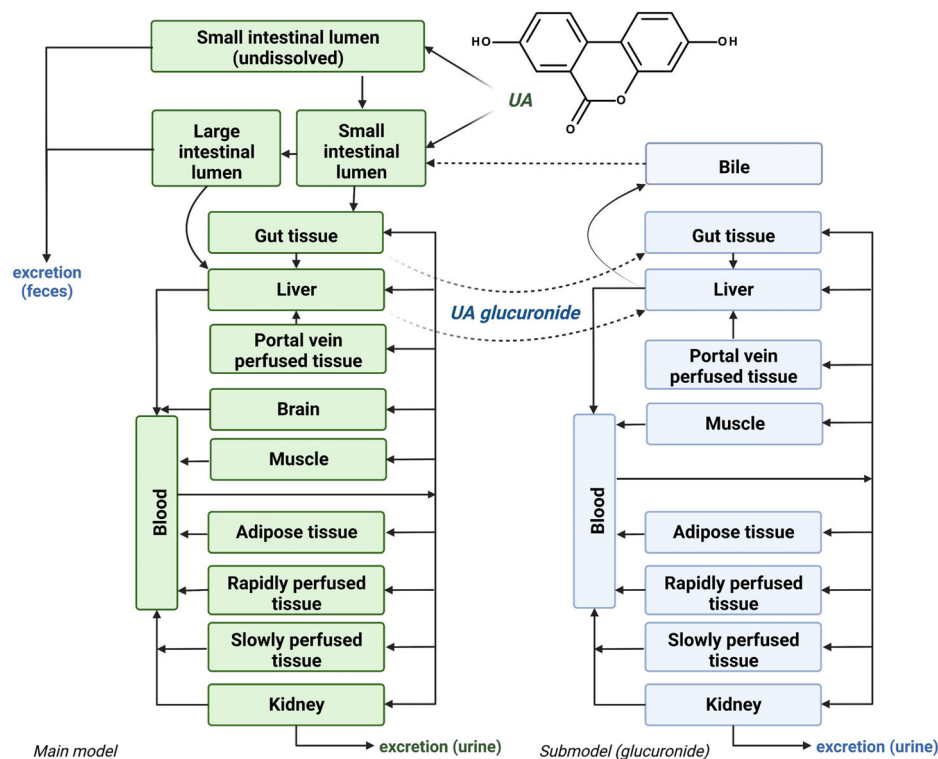 Small intestinal lumen
(undissolved)
HO
OH
O
O
UA
Large
intestinal
lumen
Small
intestinal
lumen
Bile
Gut tissue
Gut tissue
excretion
(feces)
Liver
UA glucuronide
Liver
Portal vein
perfused tissue
Portal vein
perfused tissue
Brain
Muscle
Muscle
Blood
Blood
Adipose tissue
Adipose tissue
Rapidly perfused
tissue
Rapidly perfused
tissue
Slowly perfused
tissue
Slowly perfused
tissue
Kidney
Kidney
Main model
excretion (urine)
Submodel (glucuronide)
excretion (urine)